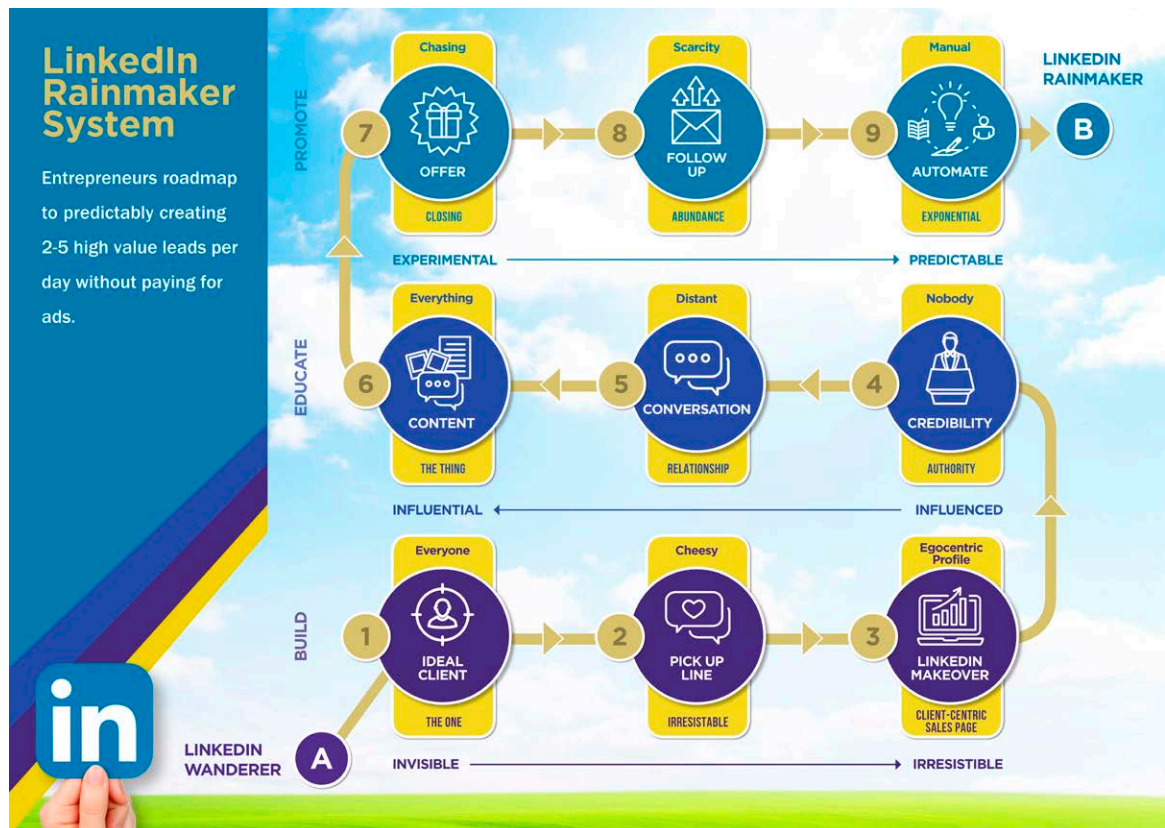 LinkedIn
Rainmaker
System
Entrepreneurs roadmap
to predictably creating
2-5 high value leads per
day without paying for
ads.
PROMOTE
Chasing
7
OFFER
CLOSING
Scarcity
8
FOLLOW
UP
ABUNDANCE
Manual
9
AUTOMATE
EXPONENTIAL
LINKEDIN
RAINMAKER
B
EXPERIMENTAL
PREDICTABLE
EDUCATE
Everything
6
CONTENT
THE THING
Distant
5
CONVERSATION
RELATIONSHIP
Nobody
4
CREDIBILITY
AUTHORITY
INFLUENTIAL
INFLUENCED
BUILD
Everyone
1
IDEAL
CLIENT
THE ONE
Cheesy
2
PICK UP
LINE
IRRESISTABLE
Egocentric
Profile
3
LINKEDIN
MAKEOVER
CLIENT-CENTRIC
SALES PAGE
in
LINKEDIN
WANDERER
A
INVISIBLE
IRRESISTIBLE